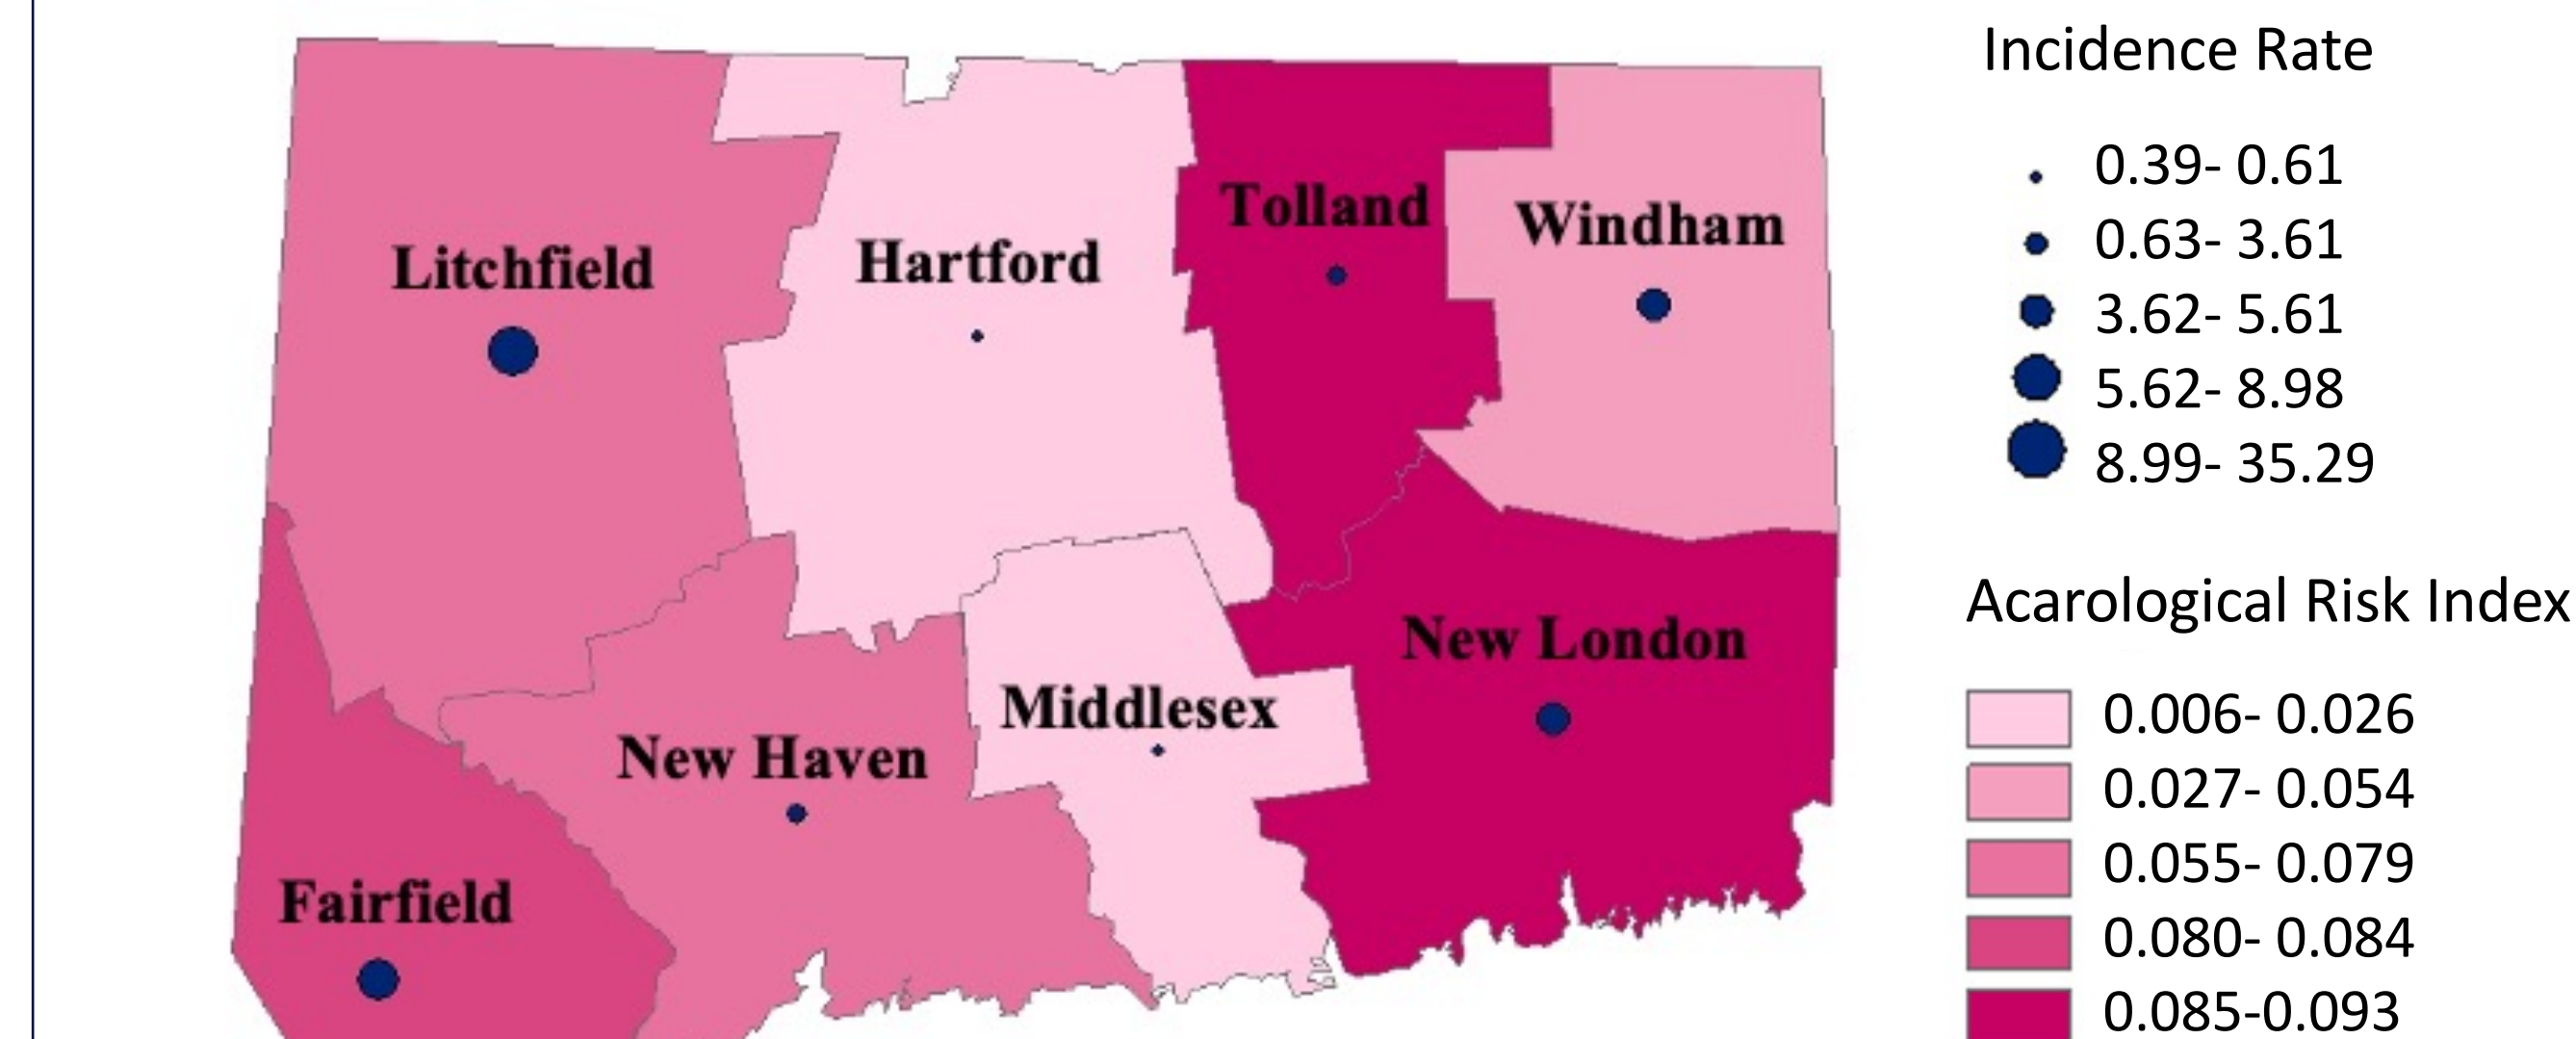 Incidence Rate
0.39- 0.61
0.63- 3.61
3.62- 5.61
5.62- 8.98
8.99- 35.29
Acarological Risk Index
0.006- 0.026
0.027- 0.054
0.055- 0.079
0.080- 0.084
0.085-0.093
Tolland
Windham
Litchfield
Hartford
New London
Middlesex
New Haven
Fairfield